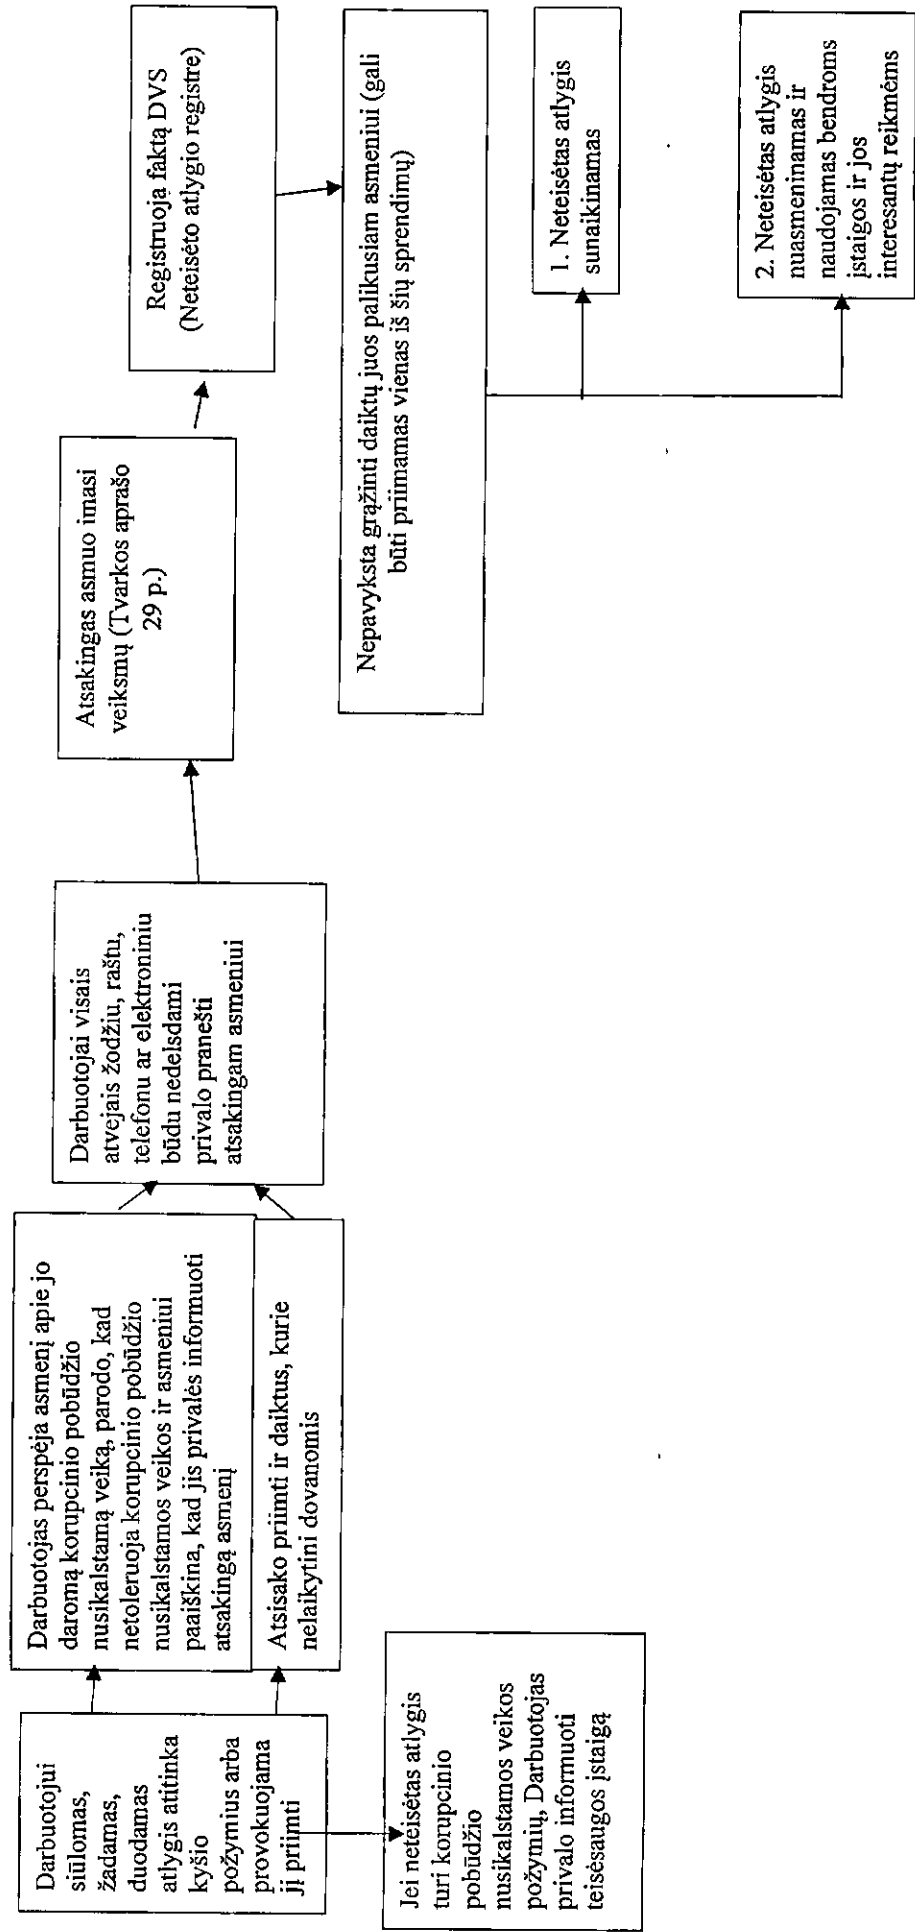 Darbuotojui
siūlomas,
žadamas,
duodamas
atlygis atitinka
kyšio
požymius arba
provokuojama
jį priimti
Jei neteisėtas atlygis
turi korupcinio
pobūdžio
nusikalstamos veikos
požymių, Darbuotojas
privalo informuoti
teisėsaugos įstaigą
Darbuotojas perspėja asmenį apie jo
daromą korupcinio pobūdžio
nusikalstamą veiką, parodo, kad
netoleruoja korupcinio pobūdžio
nusikalstamos veikos ir asmeniui
paaiškina, kad jis privalės informuoti
atsakingą asmenį
Atsisako priimti ir daiktus, kurie
nelaikytini dovanomis
Darbuotojai visais
atvejais žodžiu, raštu,
telefonu ar elektroniniu
būdu nedelsdami
privalo pranešti
atsakingam asmeniui
Atsakingas asmuo imasi
veiksmų (Tvarkos aprašo
29 p.)
Registruoja faktą DVS
(Neteisėto atlygio registre)
Nepavyksta grąžinti daiktų juos palikusiam asmeniui (gali
būti priimamas vienas iš šių sprendimų)
1. Neteisėtas atlygis
sunaikinamas
2. Neteisėtas atlygis
nuasmeninamas ir
naudojamas bendroms
įstaigos ir jos
interesantų reikmėms